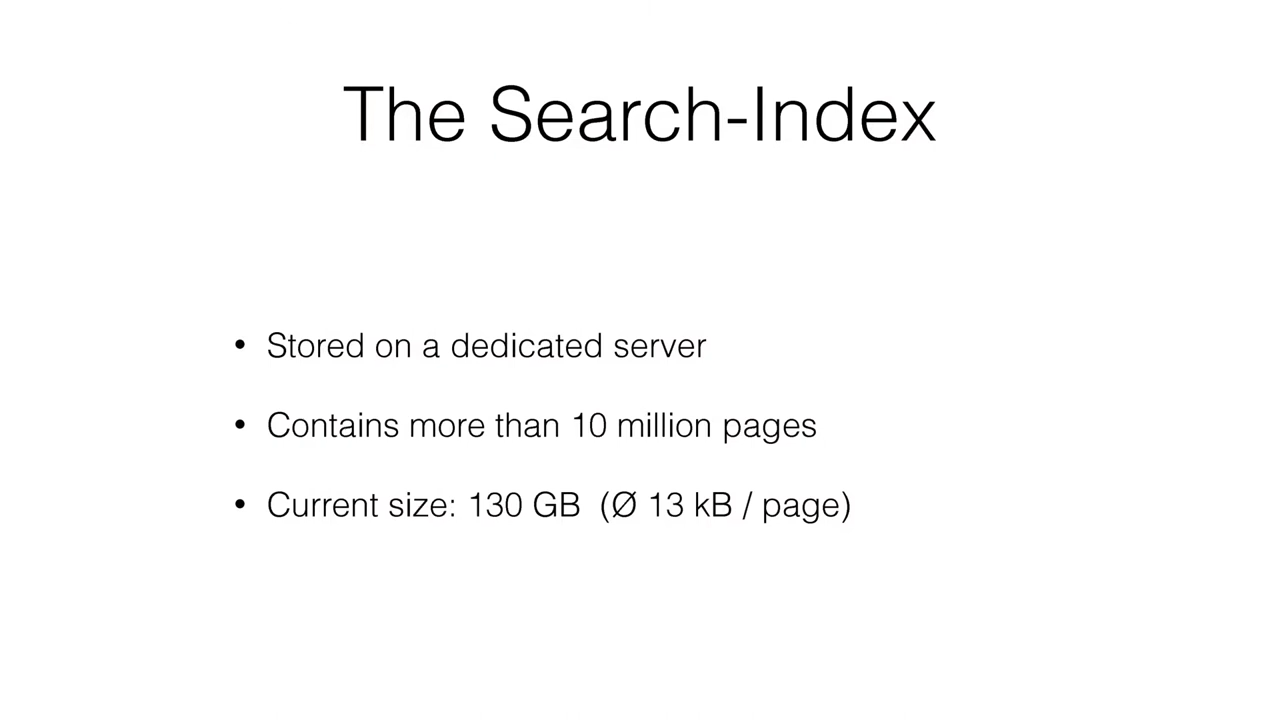 The Search-Index
• Stored on a dedicated server
• Contains more than 10 million pages
• Current size: 130 GB  (Ø 13 kB / page)